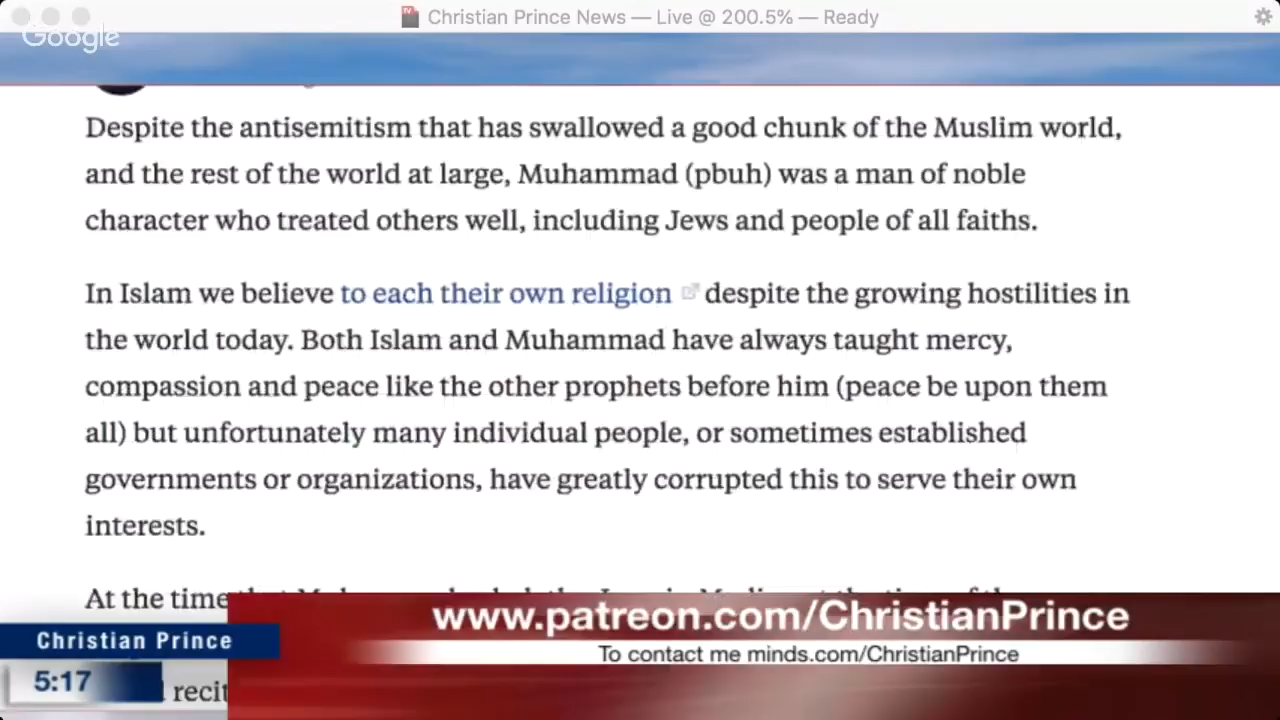 Christian Prince News — Live @ 200.5% — Ready
Google
Despite the antisemitism that has swallowed a good chunk of the Muslim world,
and the rest of the world at large, Muhammad (pbuh) was a man of noble
character who treated others well, including Jews and people of all faiths.
In Islam we believe to each their own religion despite the growing hostilities in
the world today. Both Islam and Muhammad have always taught mercy,
compassion and peace like the other prophets before him (peace be upon them
all) but unfortunately many individual people, or sometimes established
governments or organizations, have greatly corrupted this to serve their own
interests.
At the time
www.patreon.com/ChristianPrince
Christian Prince
To contact me minds.com/ChristianPrince
5:17
recit